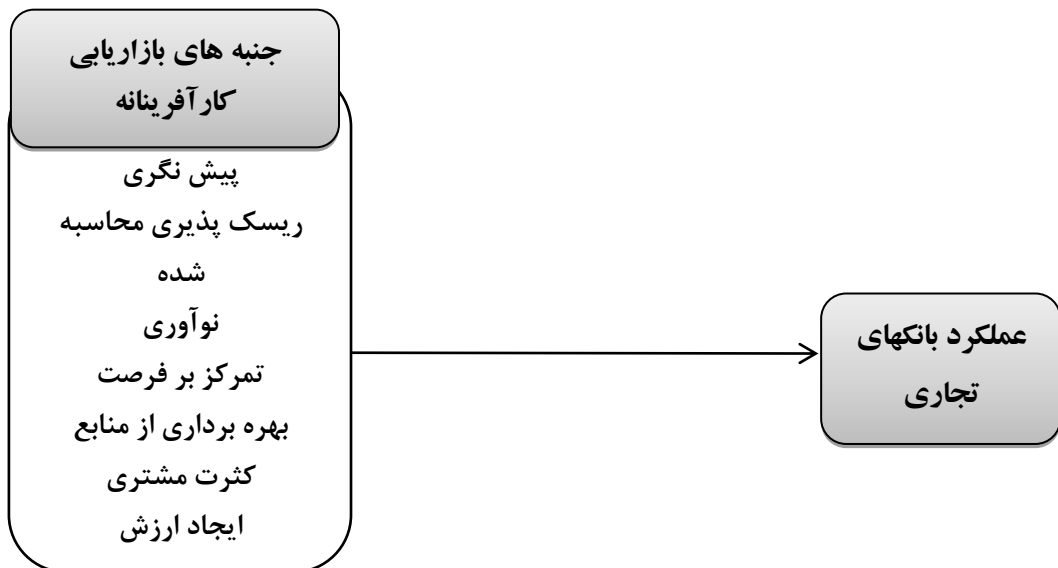 جنبه های بازاریابی
کارآفرینانه
پیش نگری
ریسک پذیری محاسبه
شده
نوآوری
تمرکز بر فرصت
بهره برداری از منابع
کثرت مشتری
ایجاد ارزش
عملکرد بانکهای
تجاری